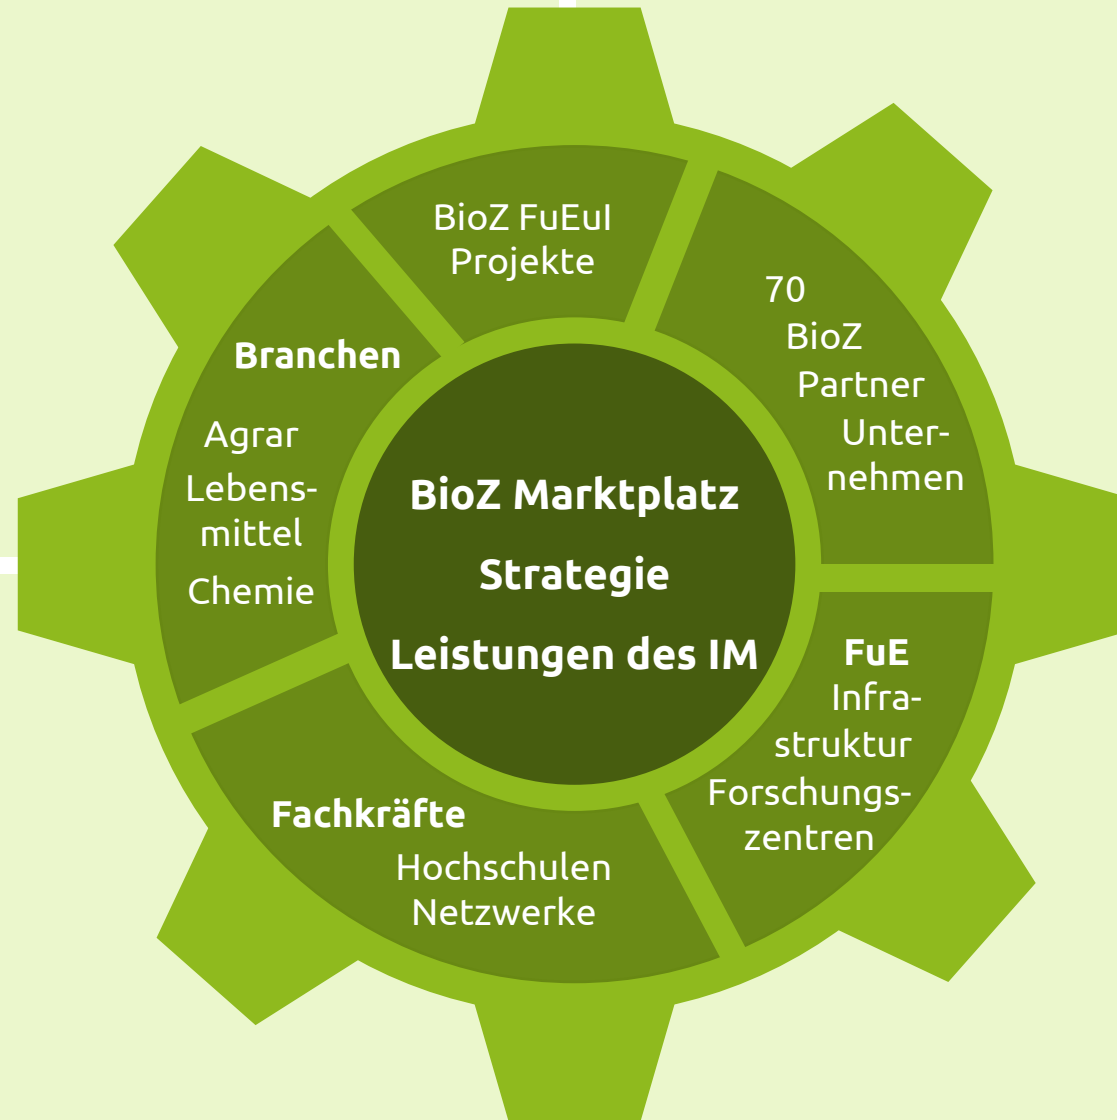 BioZ FuEuI
Projekte
70
BioZ
Partner
Unter-
nehmen
FuE
Infra-
struktur
Forschungs-
zentren
Fachkräfte
Hochschulen
Netzwerke
Branchen
Agrar
Lebens-
mittel
Chemie
BioZ Marktplatz
Strategie
Leistungen des IM